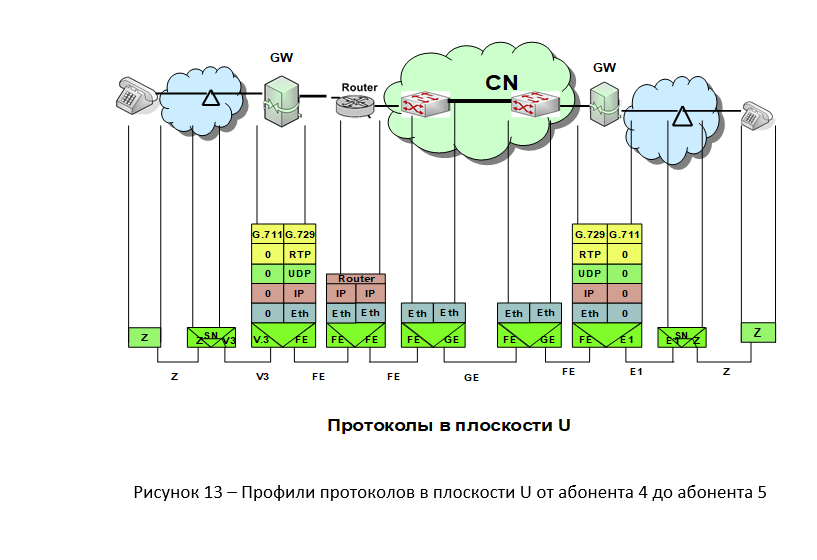 GW
Router
CN
GW
G.711 G.729
0 RTP
0 UDP
0 IP
0 Eth
V.3 FE
Router
IP IP
Eth Eth
FE FE
Eth Eth
FE GE
Eth Eth
FE GE
G.729 G.711
RTP 0
UDP 0
IP 0
Eth 0
FE E1
Z
SN
Z V3
SN
E1 Z
Z
Z V3 FE FE GE FE E1 Z
Протоколы в плоскости U
Рисунок 13 – Профили протоколов в плоскости U от абонента 4 до абонента 5